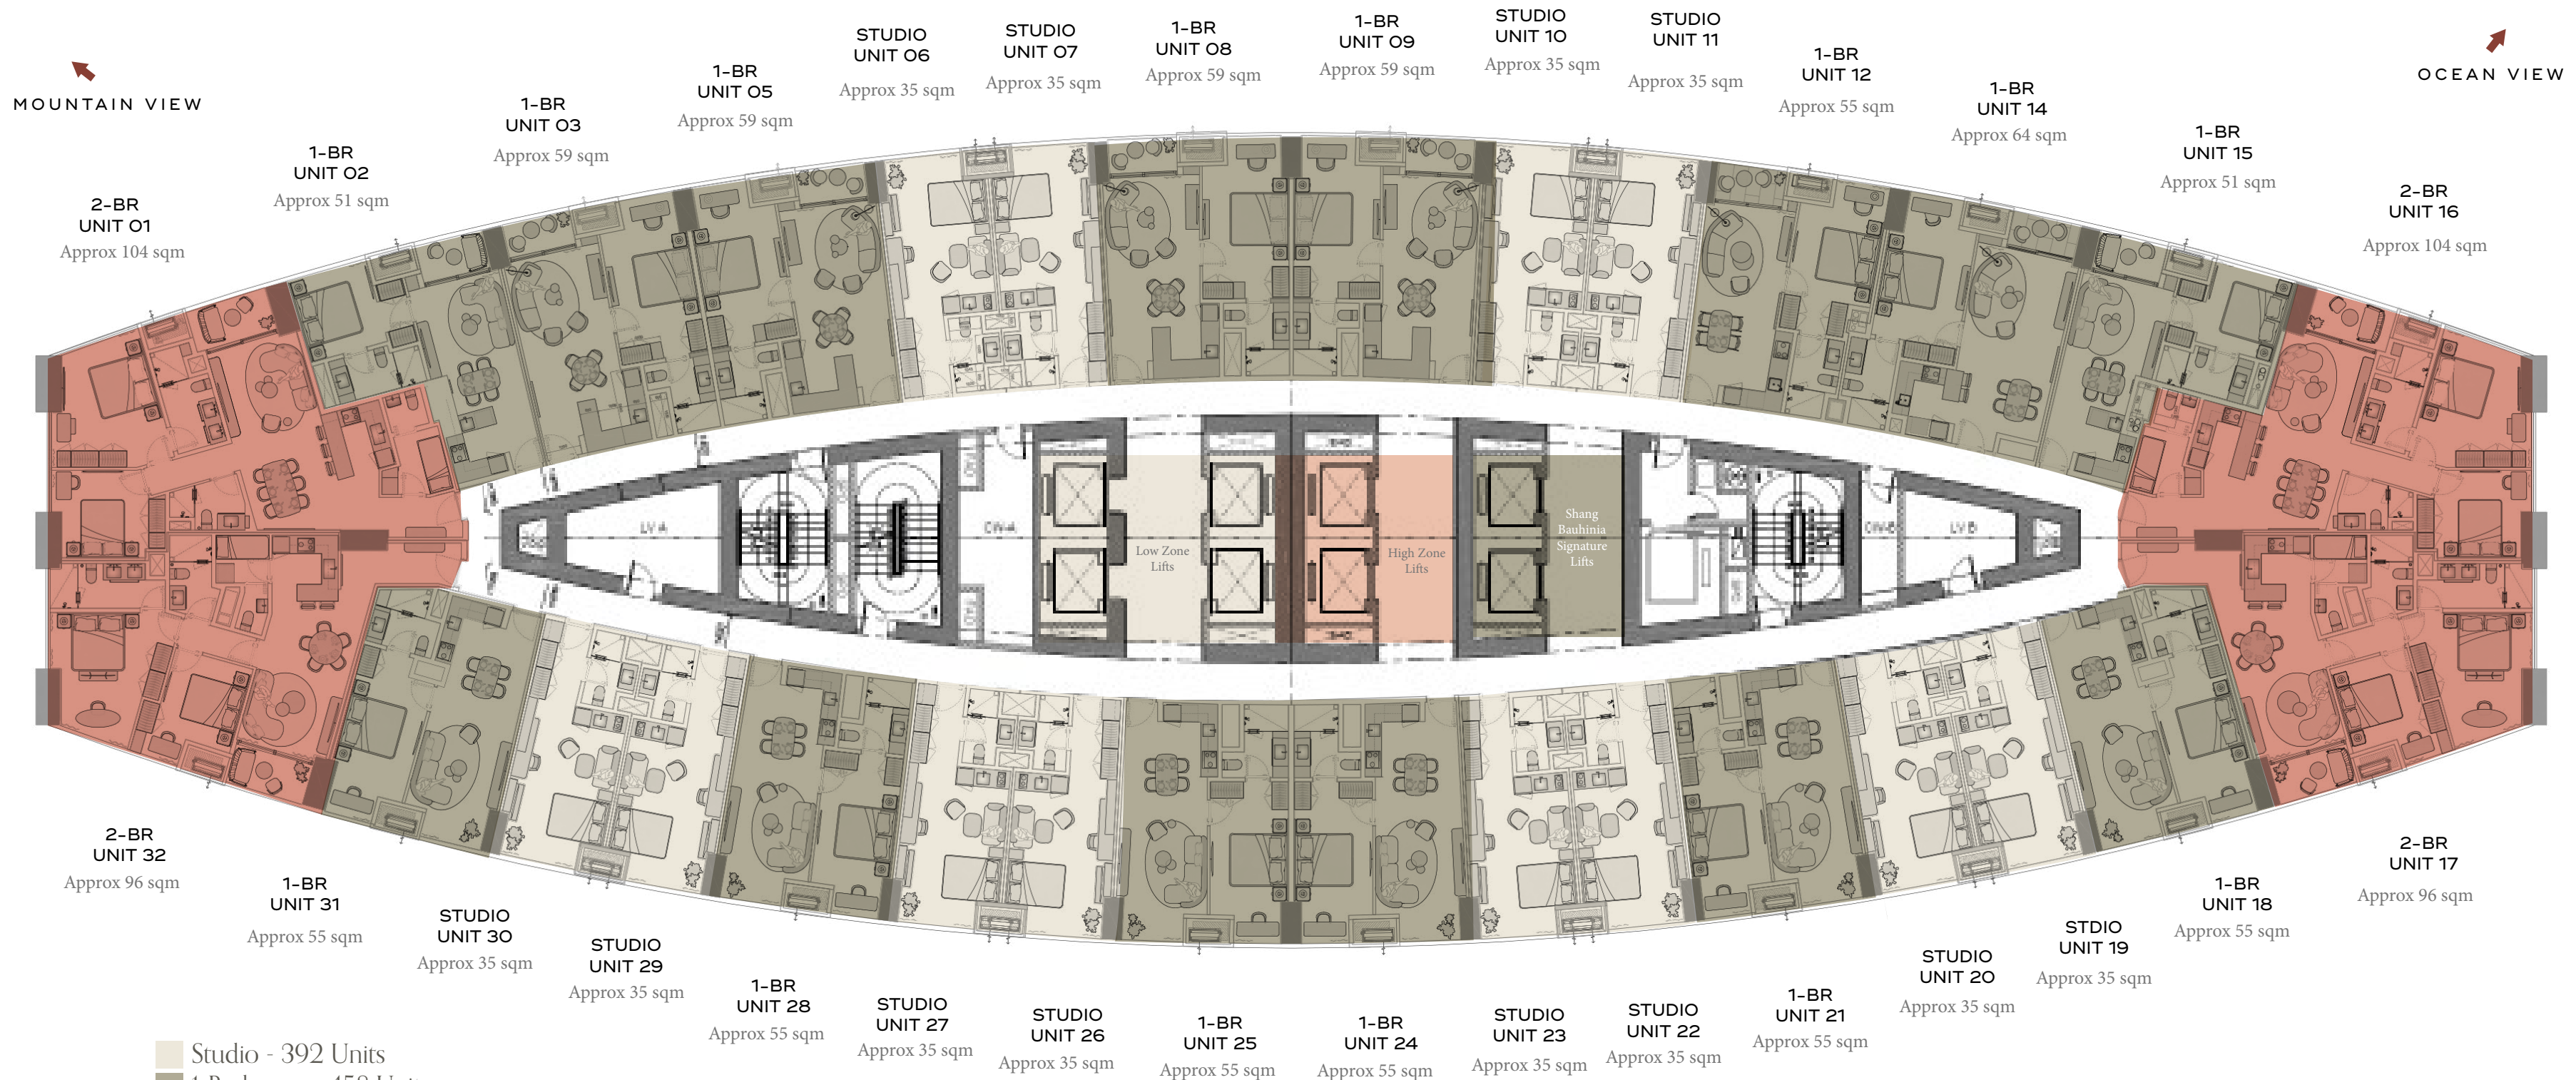 MOUNTAIN VIEW
OCEAN VIEW
2-BR
UNIT 01
Approx 104 sqm
1-BR
UNIT 02
Approx 51 sqm
1-BR
UNIT 03
Approx 59 sqm
1-BR
UNIT 05
Approx 59 sqm
STUDIO
UNIT 06
Approx 35 sqm
STUDIO
UNIT 07
Approx 35 sqm
1-BR
UNIT 08
Approx 59 sqm
1-BR
UNIT 09
Approx 59 sqm
STUDIO
UNIT 10
Approx 35 sqm
STUDIO
UNIT 11
Approx 35 sqm
1-BR
UNIT 12
Approx 55 sqm
1-BR
UNIT 14
Approx 64 sqm
1-BR
UNIT 15
Approx 51 sqm
2-BR
UNIT 16
Approx 104 sqm
LV-A
CW-A
Low Zone
Lifts
High Zone
Lifts
Shang
Bauhinia
Signature
Lifts
CW-B
LV-B
2-BR
UNIT 32
Approx 96 sqm
1-BR
UNIT 31
Approx 55 sqm
STUDIO
UNIT 30
Approx 35 sqm
STUDIO
UNIT 29
Approx 35 sqm
1-BR
UNIT 28
Approx 55 sqm
STUDIO
UNIT 27
Approx 35 sqm
STUDIO
UNIT 26
Approx 35 sqm
1-BR
UNIT 25
Approx 55 sqm
1-BR
UNIT 24
Approx 55 sqm
STUDIO
UNIT 23
Approx 35 sqm
STUDIO
UNIT 22
Approx 35 sqm
1-BR
UNIT 21
Approx 55 sqm
STUDIO
UNIT 20
Approx 35 sqm
STDIO
UNIT 19
Approx 35 sqm
1-BR
UNIT 18
Approx 55 sqm
2-BR
UNIT 17
Approx 96 sqm
Studio - 392 Units